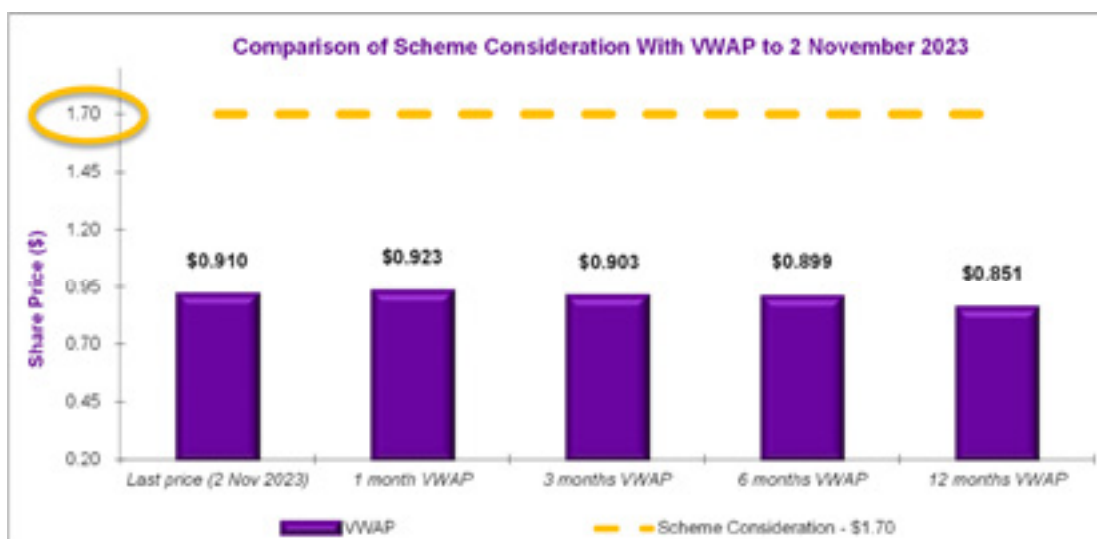 Comparison of Scheme Consideration With VWAP to 2 November 2023
Share Price ($)
1.70
1.45
1.20
0.95
0.70
0.45
0.20
$0.910
$0.923
$0.903
$0.899
$0.851
Last price (2 Nov 2023)
1 month VWAP
3 months VWAP
6 months VWAP
12 months VWAP
VWAP
Scheme Consideration - $1.70